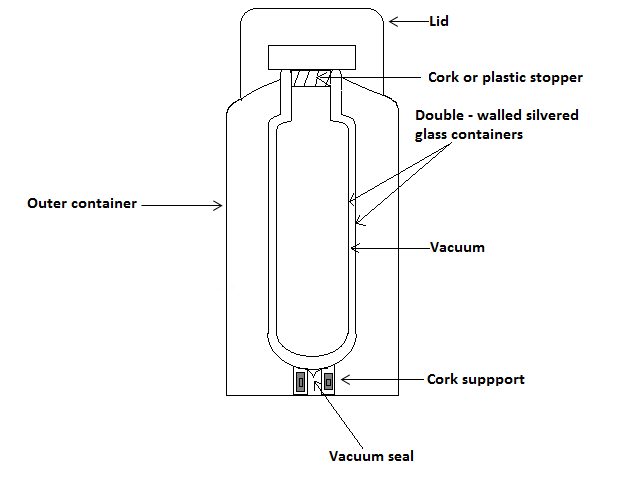 Lid
Cork or plastic stopper
Double - walled silvered
glass containers
Outer container
Vacuum
Cork suppport
Vacuum seal